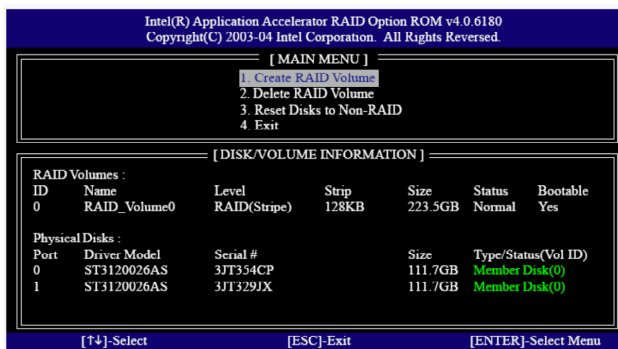 Intel(R) Application Accelerator RAID Option ROM v4.0.6180
Copyright(C) 2003-04 Intel Corporation. All Rights Reversed.
[ MAIN MENU ]
1. Create RAID Volume
2. Delete RAID Volume
3. Reset Disks to Non-RAID
4. Exit
[ DISK/VOLUME INFORMATION ]
RAID Volumes :
ID Name Level Strip Size Status Bootable
0 RAID_Volume0 RAID(Stripe) 128KB 223.5GB Normal Yes
Physical Disks :
Port Driver Model Serial # Size Type/Status(Vol ID)
0 ST3120026AS 3JT354CP 111.7GB Member Disk(0)
1 ST3120026AS 3JT329JX 111.7GB Member Disk(0)
[↑↓]-Select [ESC]-Exit [ENTER]-Select Menu